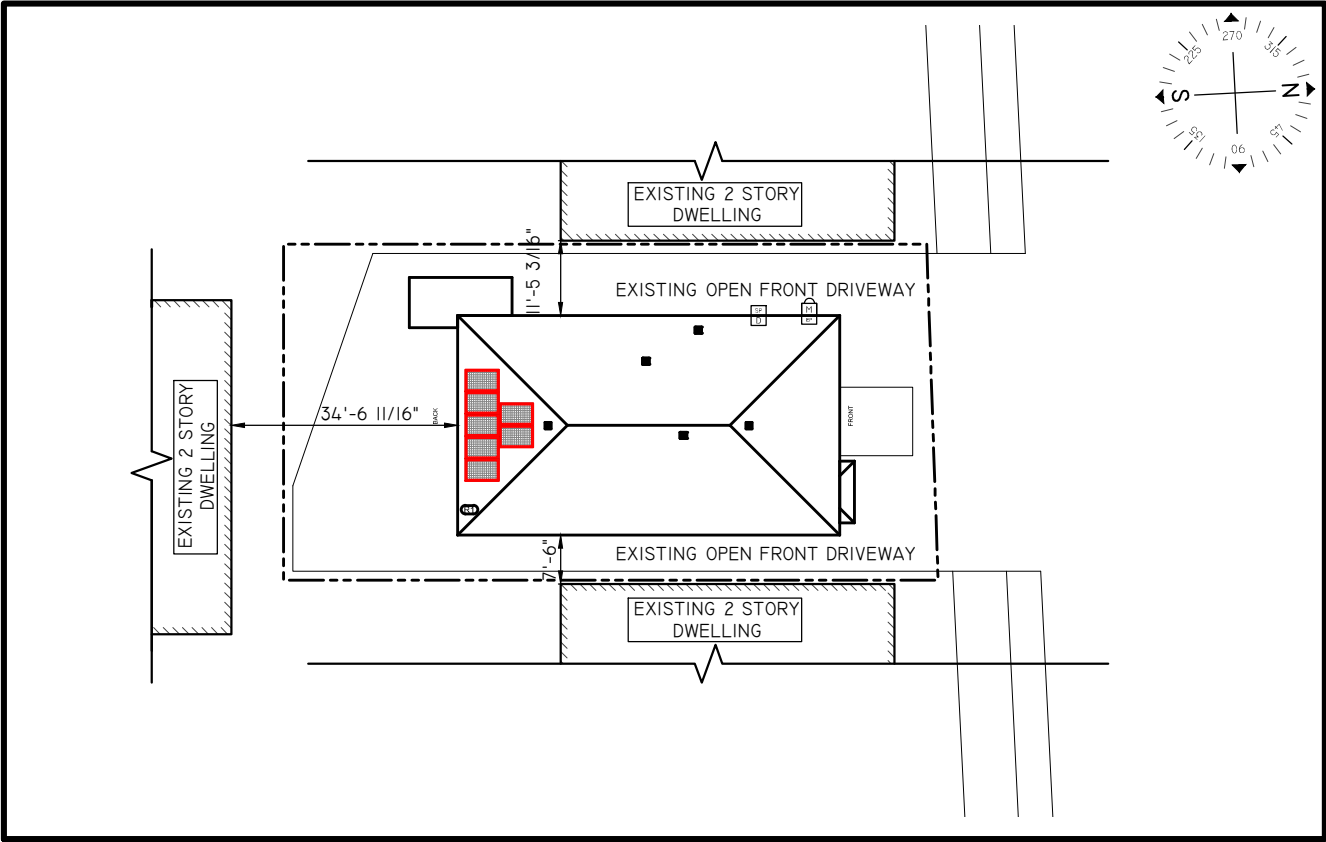 270
225
315
S
N
135
45
90
EXISTING 2 STORY
DWELLING
11'-5 3/16"
EXISTING OPEN FRONT DRIVEWAY
M
D
EXISTING 2 STORY
DWELLING
34'-6 11/16"
BACK
FRONT
7'-6"
EXISTING OPEN FRONT DRIVEWAY
EXISTING 2 STORY
DWELLING